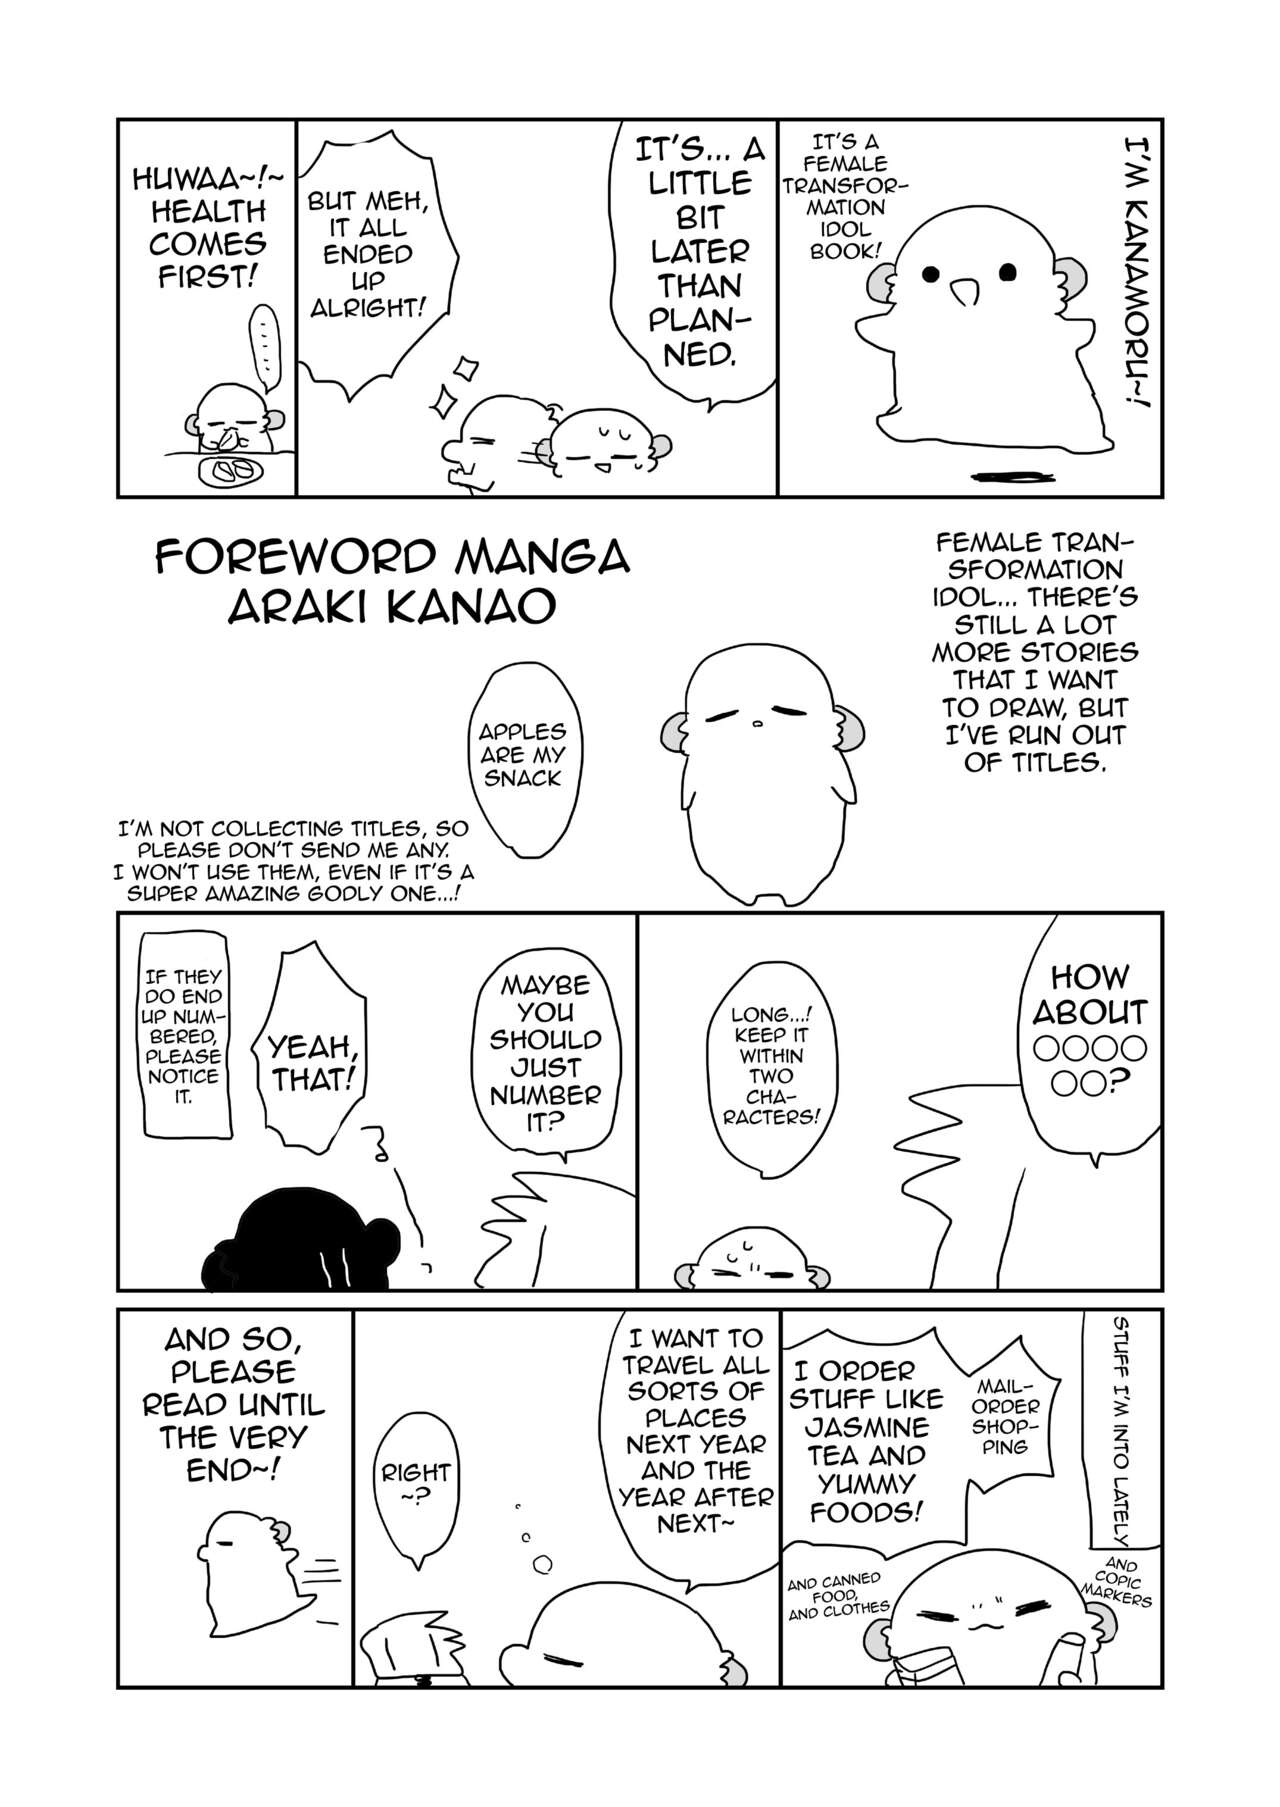 I'M KANAMORU~!
IT'S A
FEMALE
TRANSFOR-
MATION
IDOL
BOOK!
IT'S... A
LITTLE
BIT
LATER
THAN
PLAN-
NED.
BUT MEH,
IT ALL
ENDED
UP
ALRIGHT!
HUWAA~!~
HEALTH
COMES
FIRST!
......
FOREWORD MANGA
ARAKI KANAO
FEMALE TRAN-
SFORMATION
IDOL... THERE'S
STILL A LOT
MORE STORIES
THAT I WANT
TO DRAW, BUT
I'VE RUN OUT
OF TITLES.
APPLES
ARE MY
SNACK
I'M NOT COLLECTING TITLES, SO
PLEASE DON'T SEND ME ANY.
I WON'T USE THEM, EVEN IF IT'S A
SUPER AMAZING GODLY ONE...!
HOW
ABOUT
○○○○
○○?
LONG...!
KEEP IT
WITHIN
TWO
CHA-
RACTERS!
MAYBE
YOU
SHOULD
JUST
NUMBER
IT?
YEAH,
THAT!
IF THEY
DO END
UP NUM-
BERED,
PLEASE
NOTICE
IT.
STUFF I'M INTO LATELY
MAIL-
ORDER
SHOP-
PING
I ORDER
STUFF LIKE
JASMINE
TEA AND
YUMMY
FOODS!
AND
COPIC
MARKERS
AND CANNED
FOOD,
AND CLOTHES
I WANT TO
TRAVEL ALL
SORTS OF
PLACES
NEXT YEAR
AND THE
YEAR AFTER
NEXT~
RIGHT
~?
AND SO,
PLEASE
READ UNTIL
THE VERY
END~!